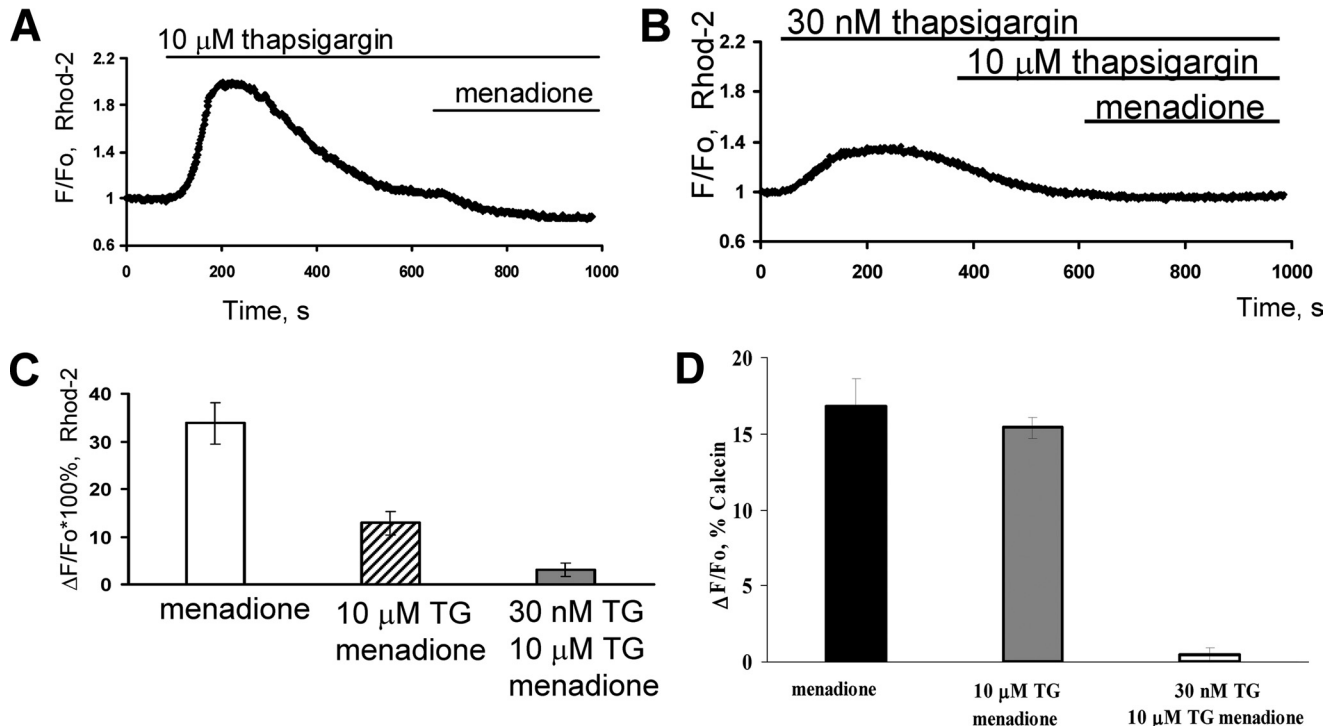 A
10 μM thapsigargin
menadione
F/Fo, Rhod-2
2.2
1.8
1.4
1
0.6
0 200 400 600 800 1000
Time, s
B
30 nM thapsigargin
10 μM thapsigargin
menadione
F/Fo, Rhod-2
2.2
1.8
1.4
1
0.6
0 200 400 600 800 1000
Time, s
C
ΔF/Fo*100%, Rhod-2
40
30
20
10
0
menadione
10 μM TG
menadione
30 nM TG
10 μM TG
menadione
D
ΔF/Fo, % Calcein
20
15
10
5
0
menadione
10 μM TG
menadione
30 nM TG
10 μM TG menadione